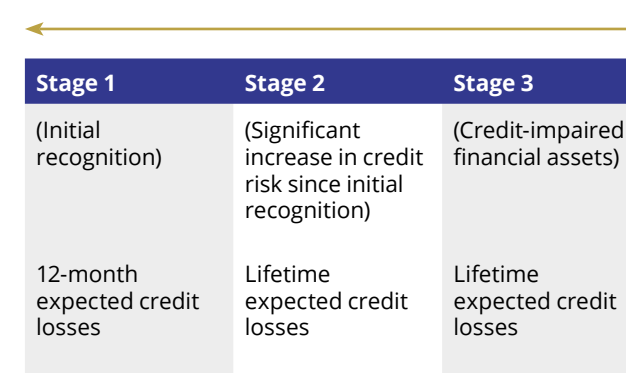 Stage 1
Stage 2
Stage 3
(Initial
recognition)
(Significant
increase in credit
risk since initial
recognition)
(Credit-impaired
financial assets)
12-month
expected credit
losses
Lifetime
expected credit
losses
Lifetime
expected credit
losses